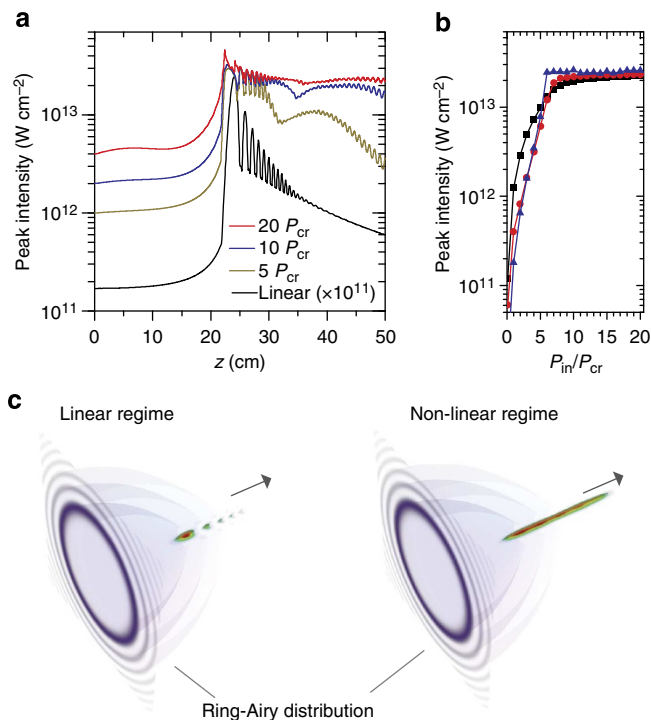 a
Peak intensity (W cm⁻²)
10¹³
10¹²
10¹¹
20 P_cr
10 P_cr
5 P_cr
Linear (×10¹¹)
0 10 20 30 40 50
z (cm)
b
Peak intensity (W cm⁻²)
10¹³
10¹²
10¹¹
0 5 10 15 20
P_in/P_cr
c
Linear regime
Non-linear regime
Ring-Airy distribution